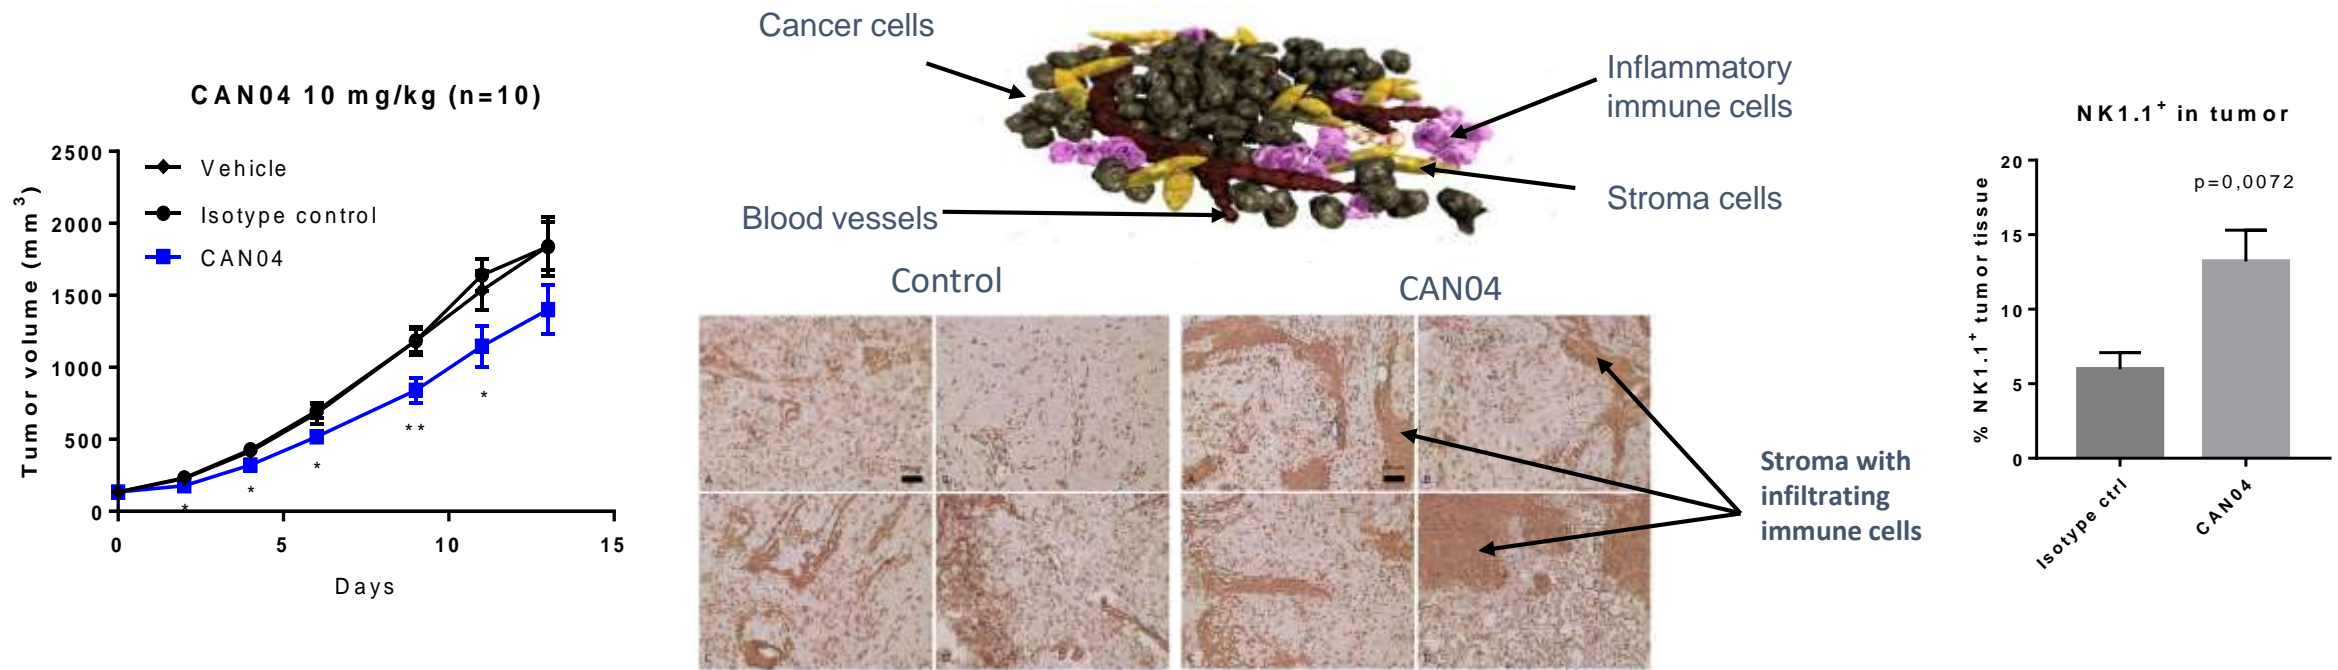 CAN04 10 mg/kg (n=10)
Tumor volume (mm³)
2500
2000
1500
1000
500
0
Vehicle
Isotype control
CAN04
*
*
*
**
*
0
5
10
15
Days
Cancer cells
Blood vessels
Inflammatory
immune cells
Stroma cells
Control
CAN04
Stroma with
infiltrating
immune cells
NK1.1⁺ in tumor
% NK1.1⁺ tumor tissue
20
15
10
5
0
p=0,0072
Isotype ctrl
CAN04